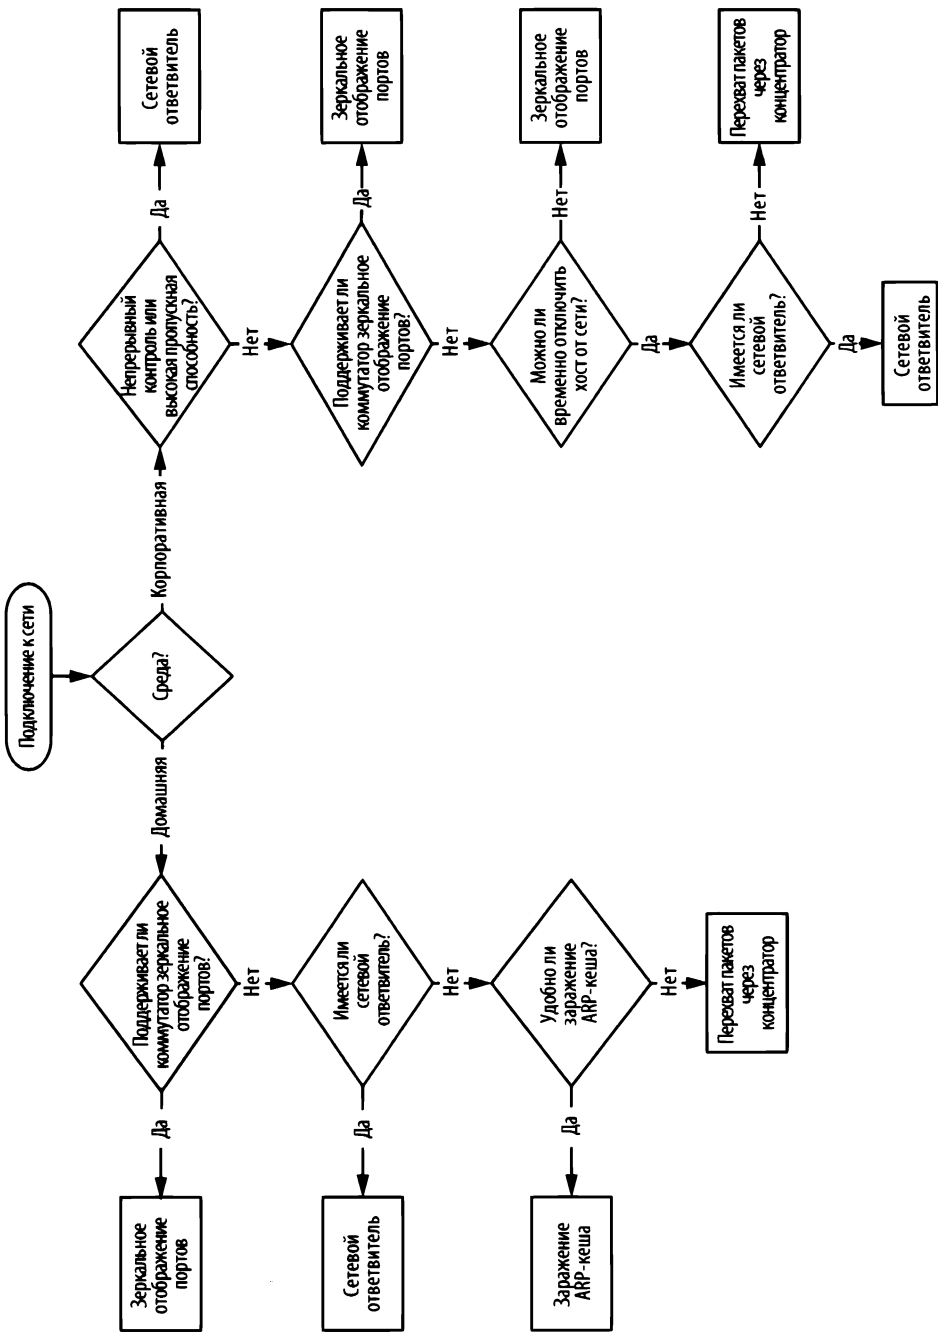 Подключение к сети
Среда?
Домашняя
Корпоративная
Поддерживает ли
коммутатор зеркальное
отображение
портов?
Да
Зеркальное
отображение
портов
Нет
Имеется ли
сетевой
ответвитель?
Да
Сетевой
ответвитель
Нет
Удобно ли
заражение
ARP-кеша?
Да
Заражение
ARP-кеша
Нет
Перехват пакетов
через
концентратор
Непрерывный
контроль или
высокая пропускная
способность?
Да
Сетевой
ответвитель
Нет
Поддерживает ли
коммутатор зеркальное
отображение
портов?
Да
Зеркальное
отображение
портов
Нет
Можно ли
временно отключить
хост от сети?
Нет
Зеркальное
отображение
портов
Да
Имеется ли
сетевой
ответвитель?
Нет
Перехват пакетов
через
концентратор
Да
Сетевой
ответвитель